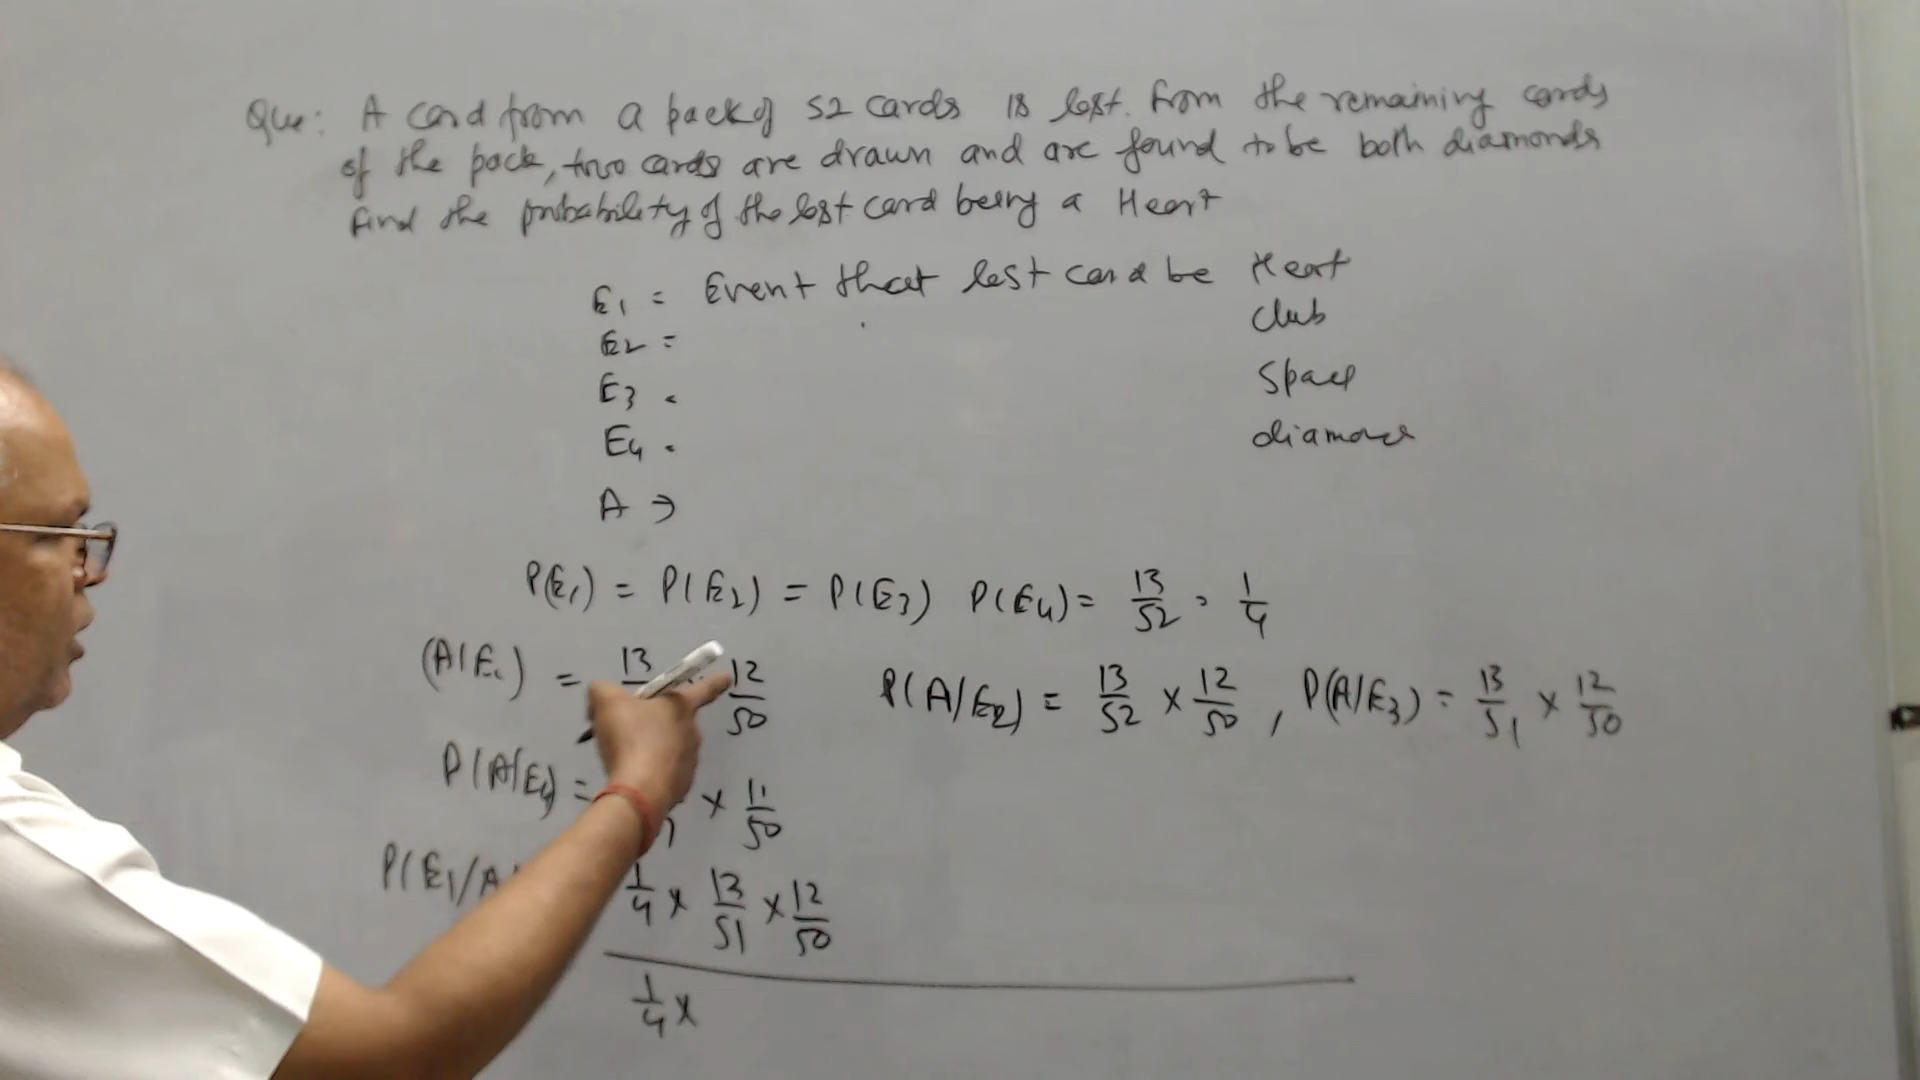 Que: A card from a pack of 52 cards is lost. From the remaining cards
of the pack, two cards are drawn and are found to be both diamonds
find the probability of the lost card being a Heart
E1 = Event that lost card be Heart
E2 = Club
E3 = Space
E4 = diamond
A →
P(E1) = P(E2) = P(E3) P(E4) = 13/52 = 1/4
(A/E1) = 13 12/50 P(A/E2) = 13/52 × 12/50 , P(A/E3) = 13/51 × 12/50
P(A/E4) = × 11/50
P(E1/A 1/4 × 13/51 × 12/50
1/4 ×